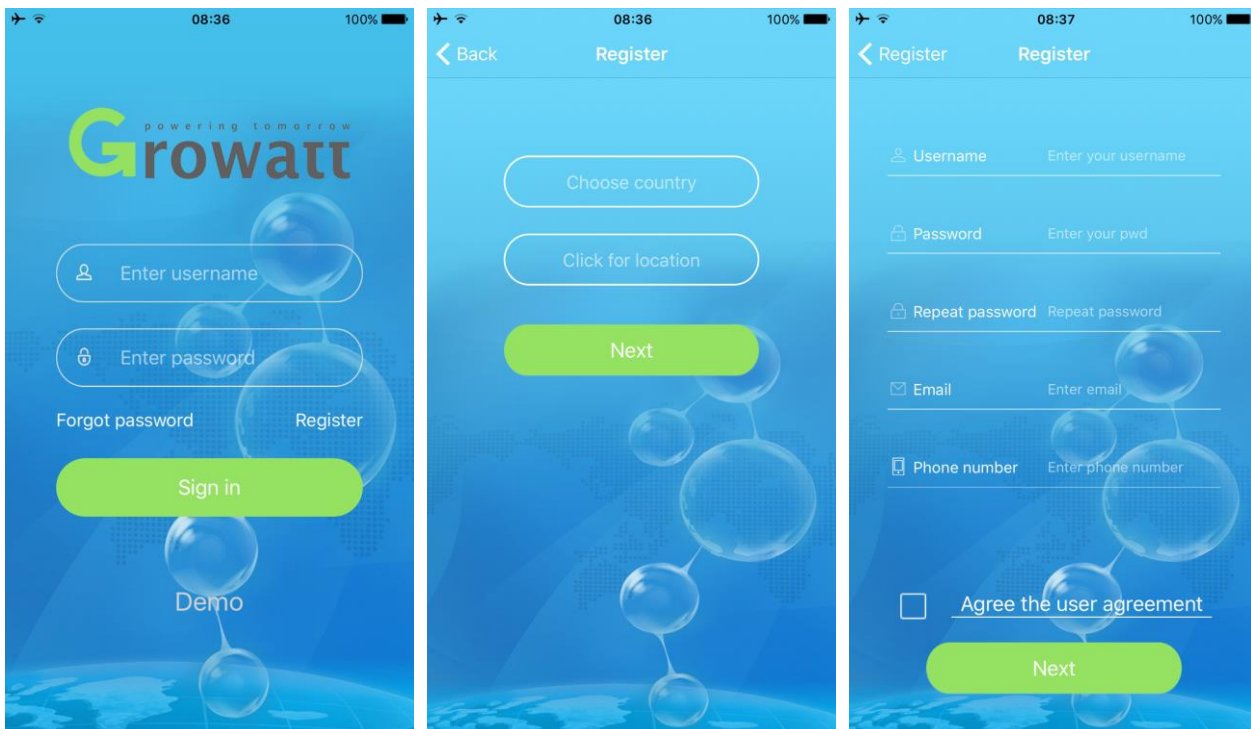 08:36
100%
powering tomorrow
Growatt
Enter username
Enter password
Forgot password
Register
Sign in
Demo
08:36
100%
Back
Register
Choose country
Click for location
Next
08:37
100%
Register
Register
Username Enter your username
Password Enter your pwd
Repeat password Repeat password
Email Enter email
Phone number Enter phone number
Agree the user agreement
Next